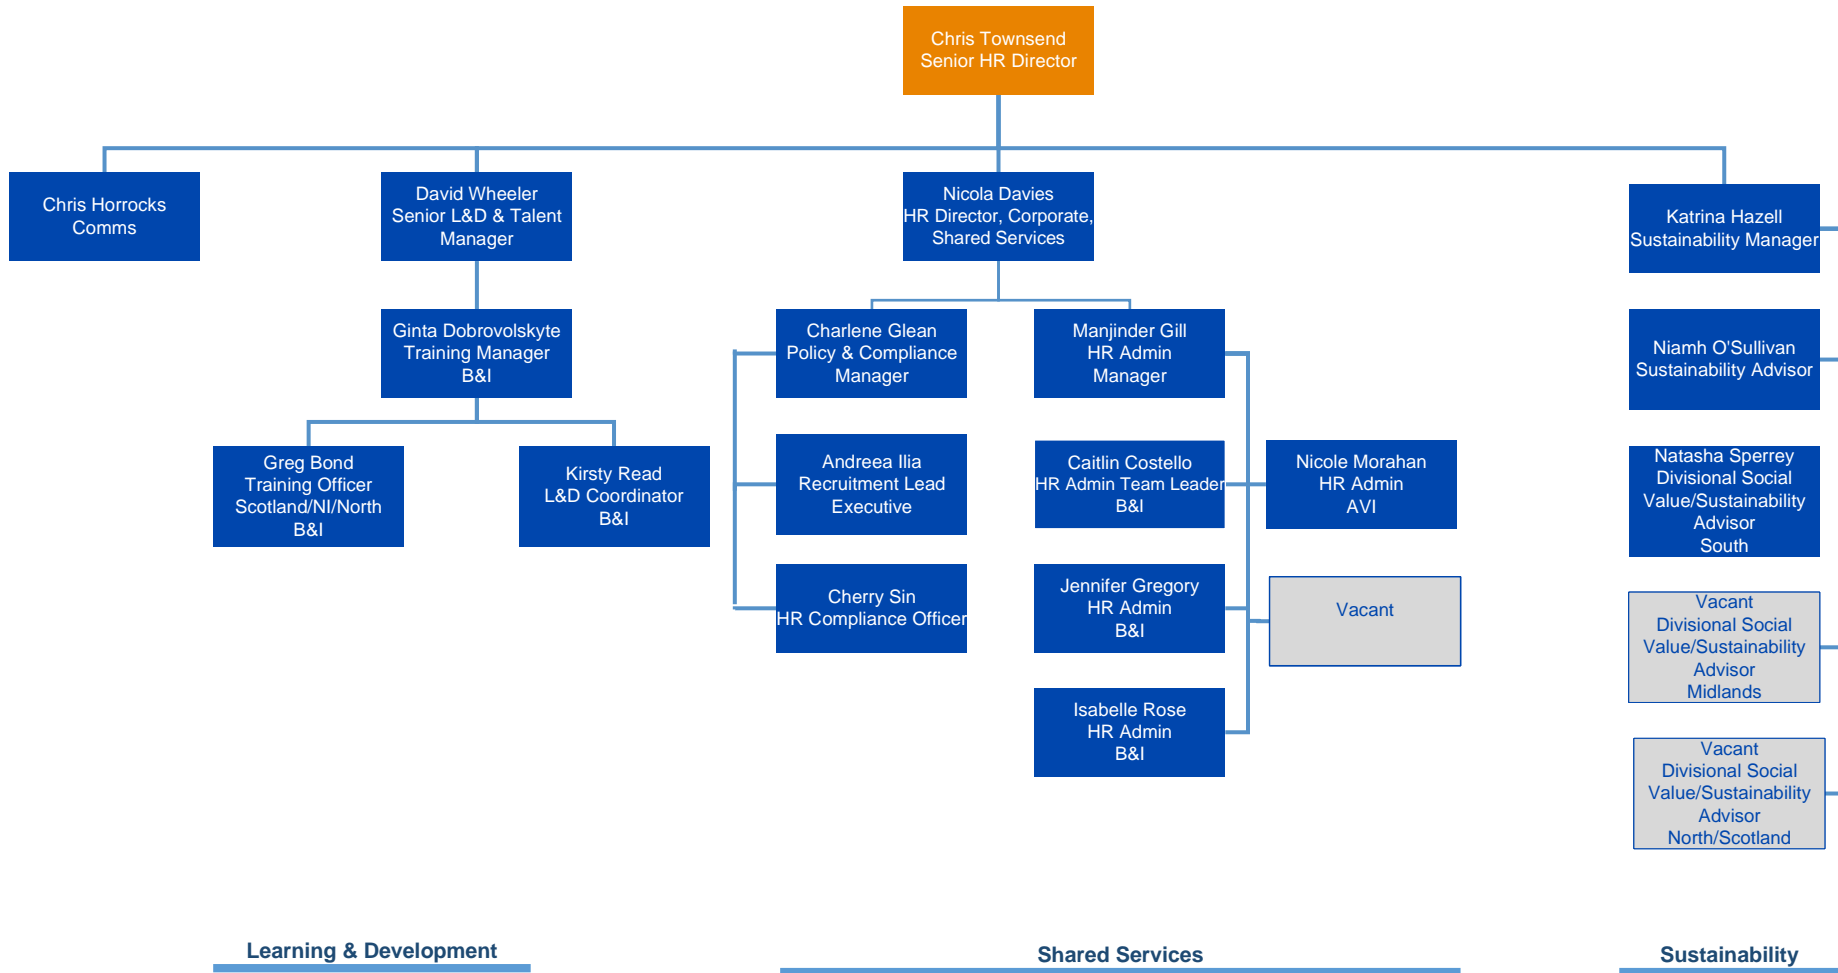 Chris Townsend
Senior HR Director
Chris Horrocks
Comms
David Wheeler
Senior L&D & Talent
Manager
Nicola Davies
HR Director, Corporate,
Shared Services
Katrina Hazell
Sustainability Manager
Ginta Dobrovolskyte
Training Manager
B&I
Charlene Glean
Policy & Compliance
Manager
Manjinder Gill
HR Admin
Manager
Niamh O'Sullivan
Sustainability Advisor
Greg Bond
Training Officer
Scotland/NI/North
B&I
Kirsty Read
L&D Coordinator
B&I
Andreea Ilia
Recruitment Lead
Executive
Caitlin Costello
HR Admin Team Leader
B&I
Nicole Morahan
HR Admin
AVI
Natasha Sperrey
Divisional Social
Value/Sustainability
Advisor
South
Cherry Sin
HR Compliance Officer
Jennifer Gregory
HR Admin
B&I
Vacant
Vacant
Divisional Social
Value/Sustainability
Advisor
Midlands
Isabelle Rose
HR Admin
B&I
Vacant
Divisional Social
Value/Sustainability
Advisor
North/Scotland
Learning & Development
Shared Services
Sustainability